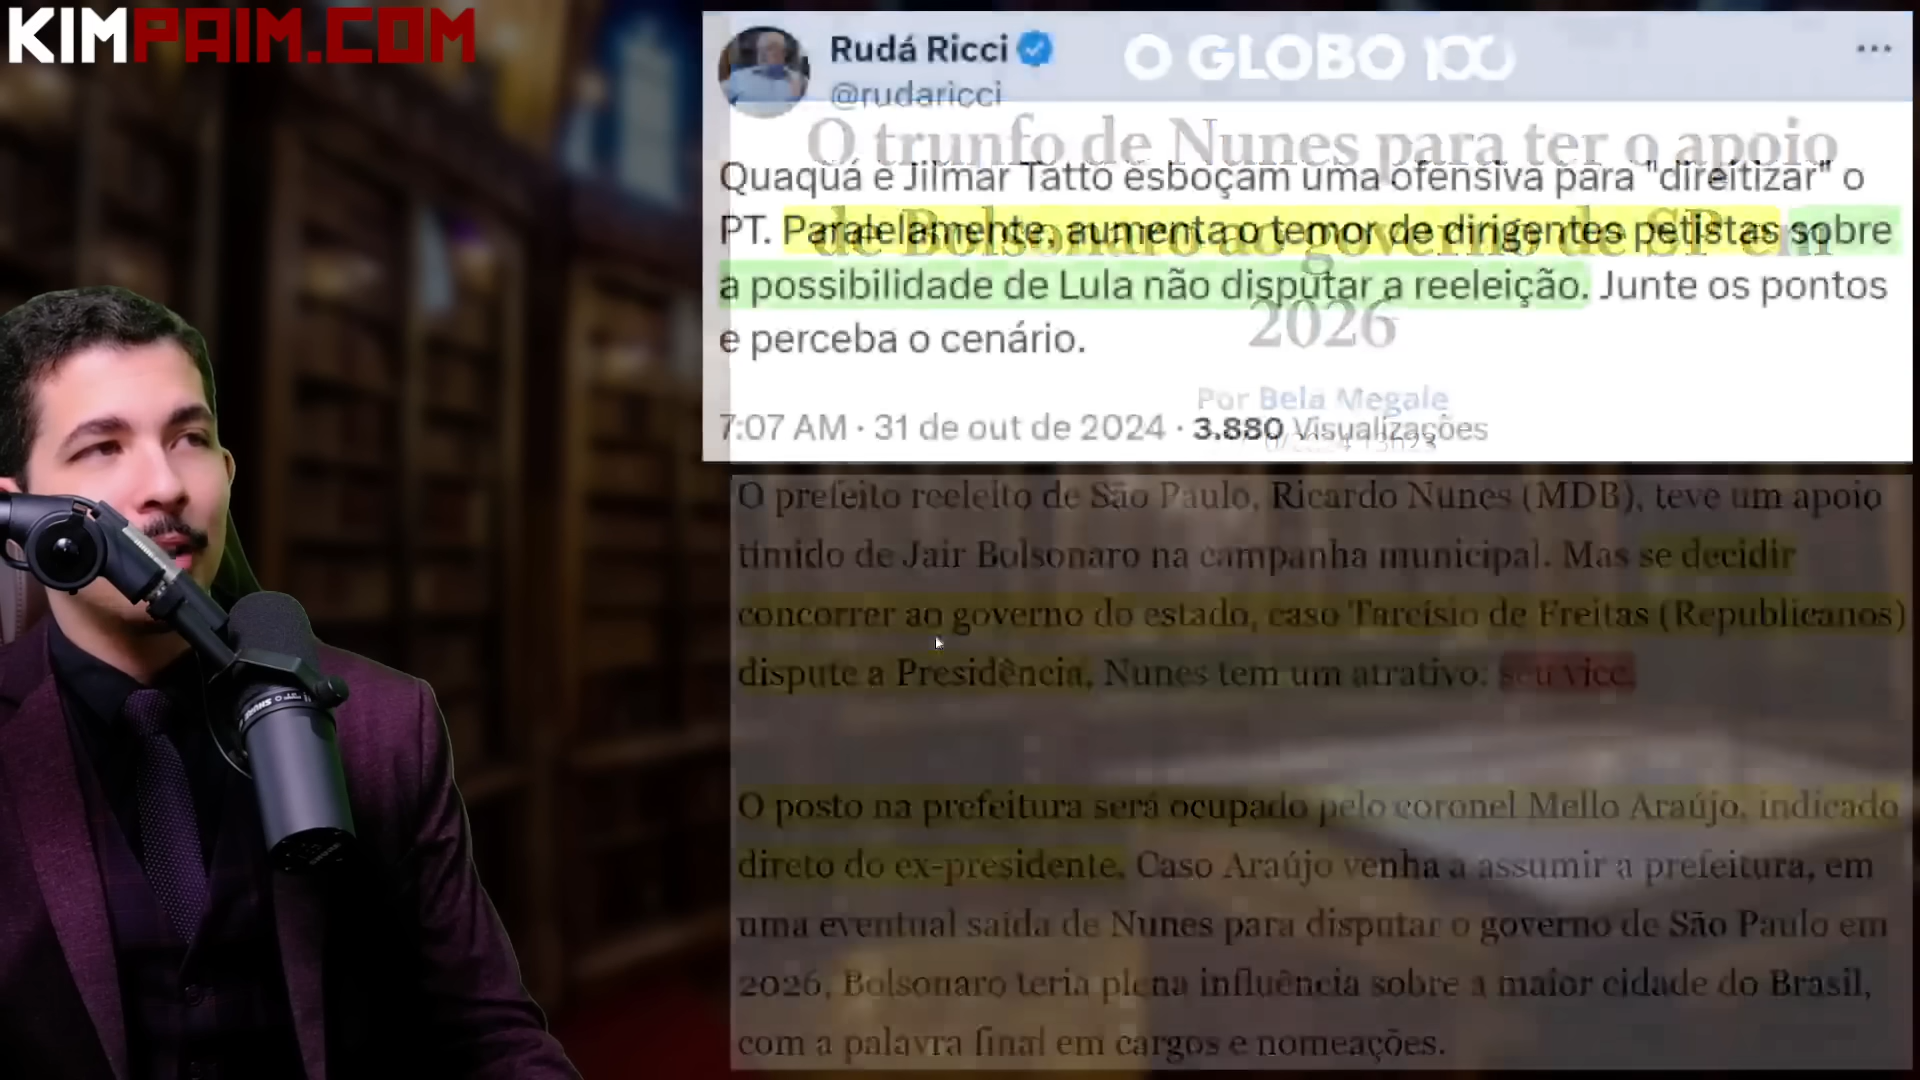 KIMPAIM.COM
Rudá Ricci
@rudaricci
O GLOBO 100
O trunfo de Nunes para ter o apoio
de Bolsonaro ao governo de SP em
2026
Por Bela Megale
Quaquá e Jilmar Tatto esboçam uma ofensiva para "direitizar" o
PT. Paralelamente, aumenta o temor de dirigentes petistas sobre
a possibilidade de Lula não disputar a reeleição. Junte os pontos
e perceba o cenário.
7:07 AM · 31 de out de 2024 · 3.880 Visualizações
O prefeito reeleito de São Paulo, Ricardo Nunes (MDB), teve um apoio
tímido de Jair Bolsonaro na campanha municipal. Mas se decidir
concorrer ao governo do estado, caso Tarcísio de Freitas (Republicanos)
dispute a Presidência, Nunes tem um atrativo: seu vice.
O posto na prefeitura será ocupado pelo coronel Mello Araújo, indicado
direto do ex-presidente. Caso Araújo venha a assumir a prefeitura, em
uma eventual saída de Nunes para disputar o governo de São Paulo em
2026, Bolsonaro teria plena influência sobre a maior cidade do Brasil,
com a palavra final em cargos e nomeações.